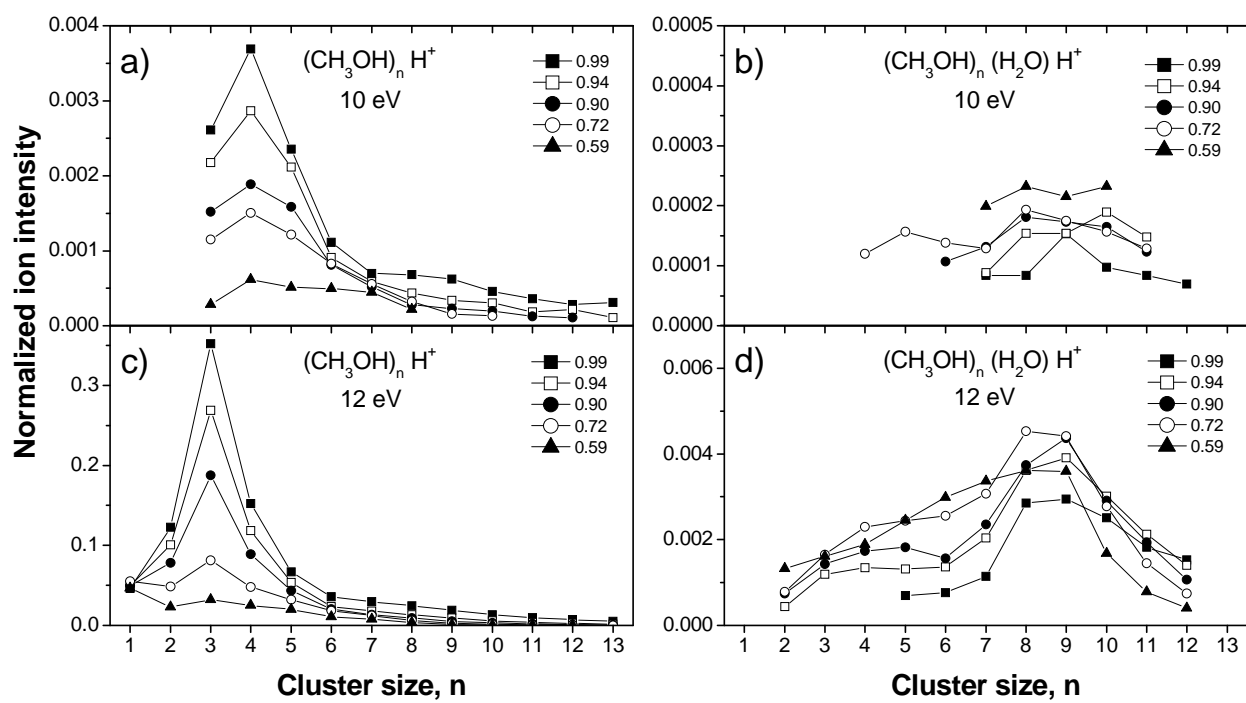 Normalized ion intensity
0.004
0.003
0.002
0.001
0.000
a)
(CH₃OH)ₙ H⁺
10 eV
0.99
0.94
0.90
0.72
0.59
0.0005
0.0004
0.0003
0.0002
0.0001
0.0000
b)
(CH₃OH)ₙ (H₂O) H⁺
10 eV
0.99
0.94
0.90
0.72
0.59
0.3
0.2
0.1
0.0
c)
(CH₃OH)ₙ H⁺
12 eV
0.99
0.94
0.90
0.72
0.59
1 2 3 4 5 6 7 8 9 10 11 12 13
Cluster size, n
0.006
0.004
0.002
0.000
d)
(CH₃OH)ₙ (H₂O) H⁺
12 eV
0.99
0.94
0.90
0.72
0.59
1 2 3 4 5 6 7 8 9 10 11 12 13
Cluster size, n